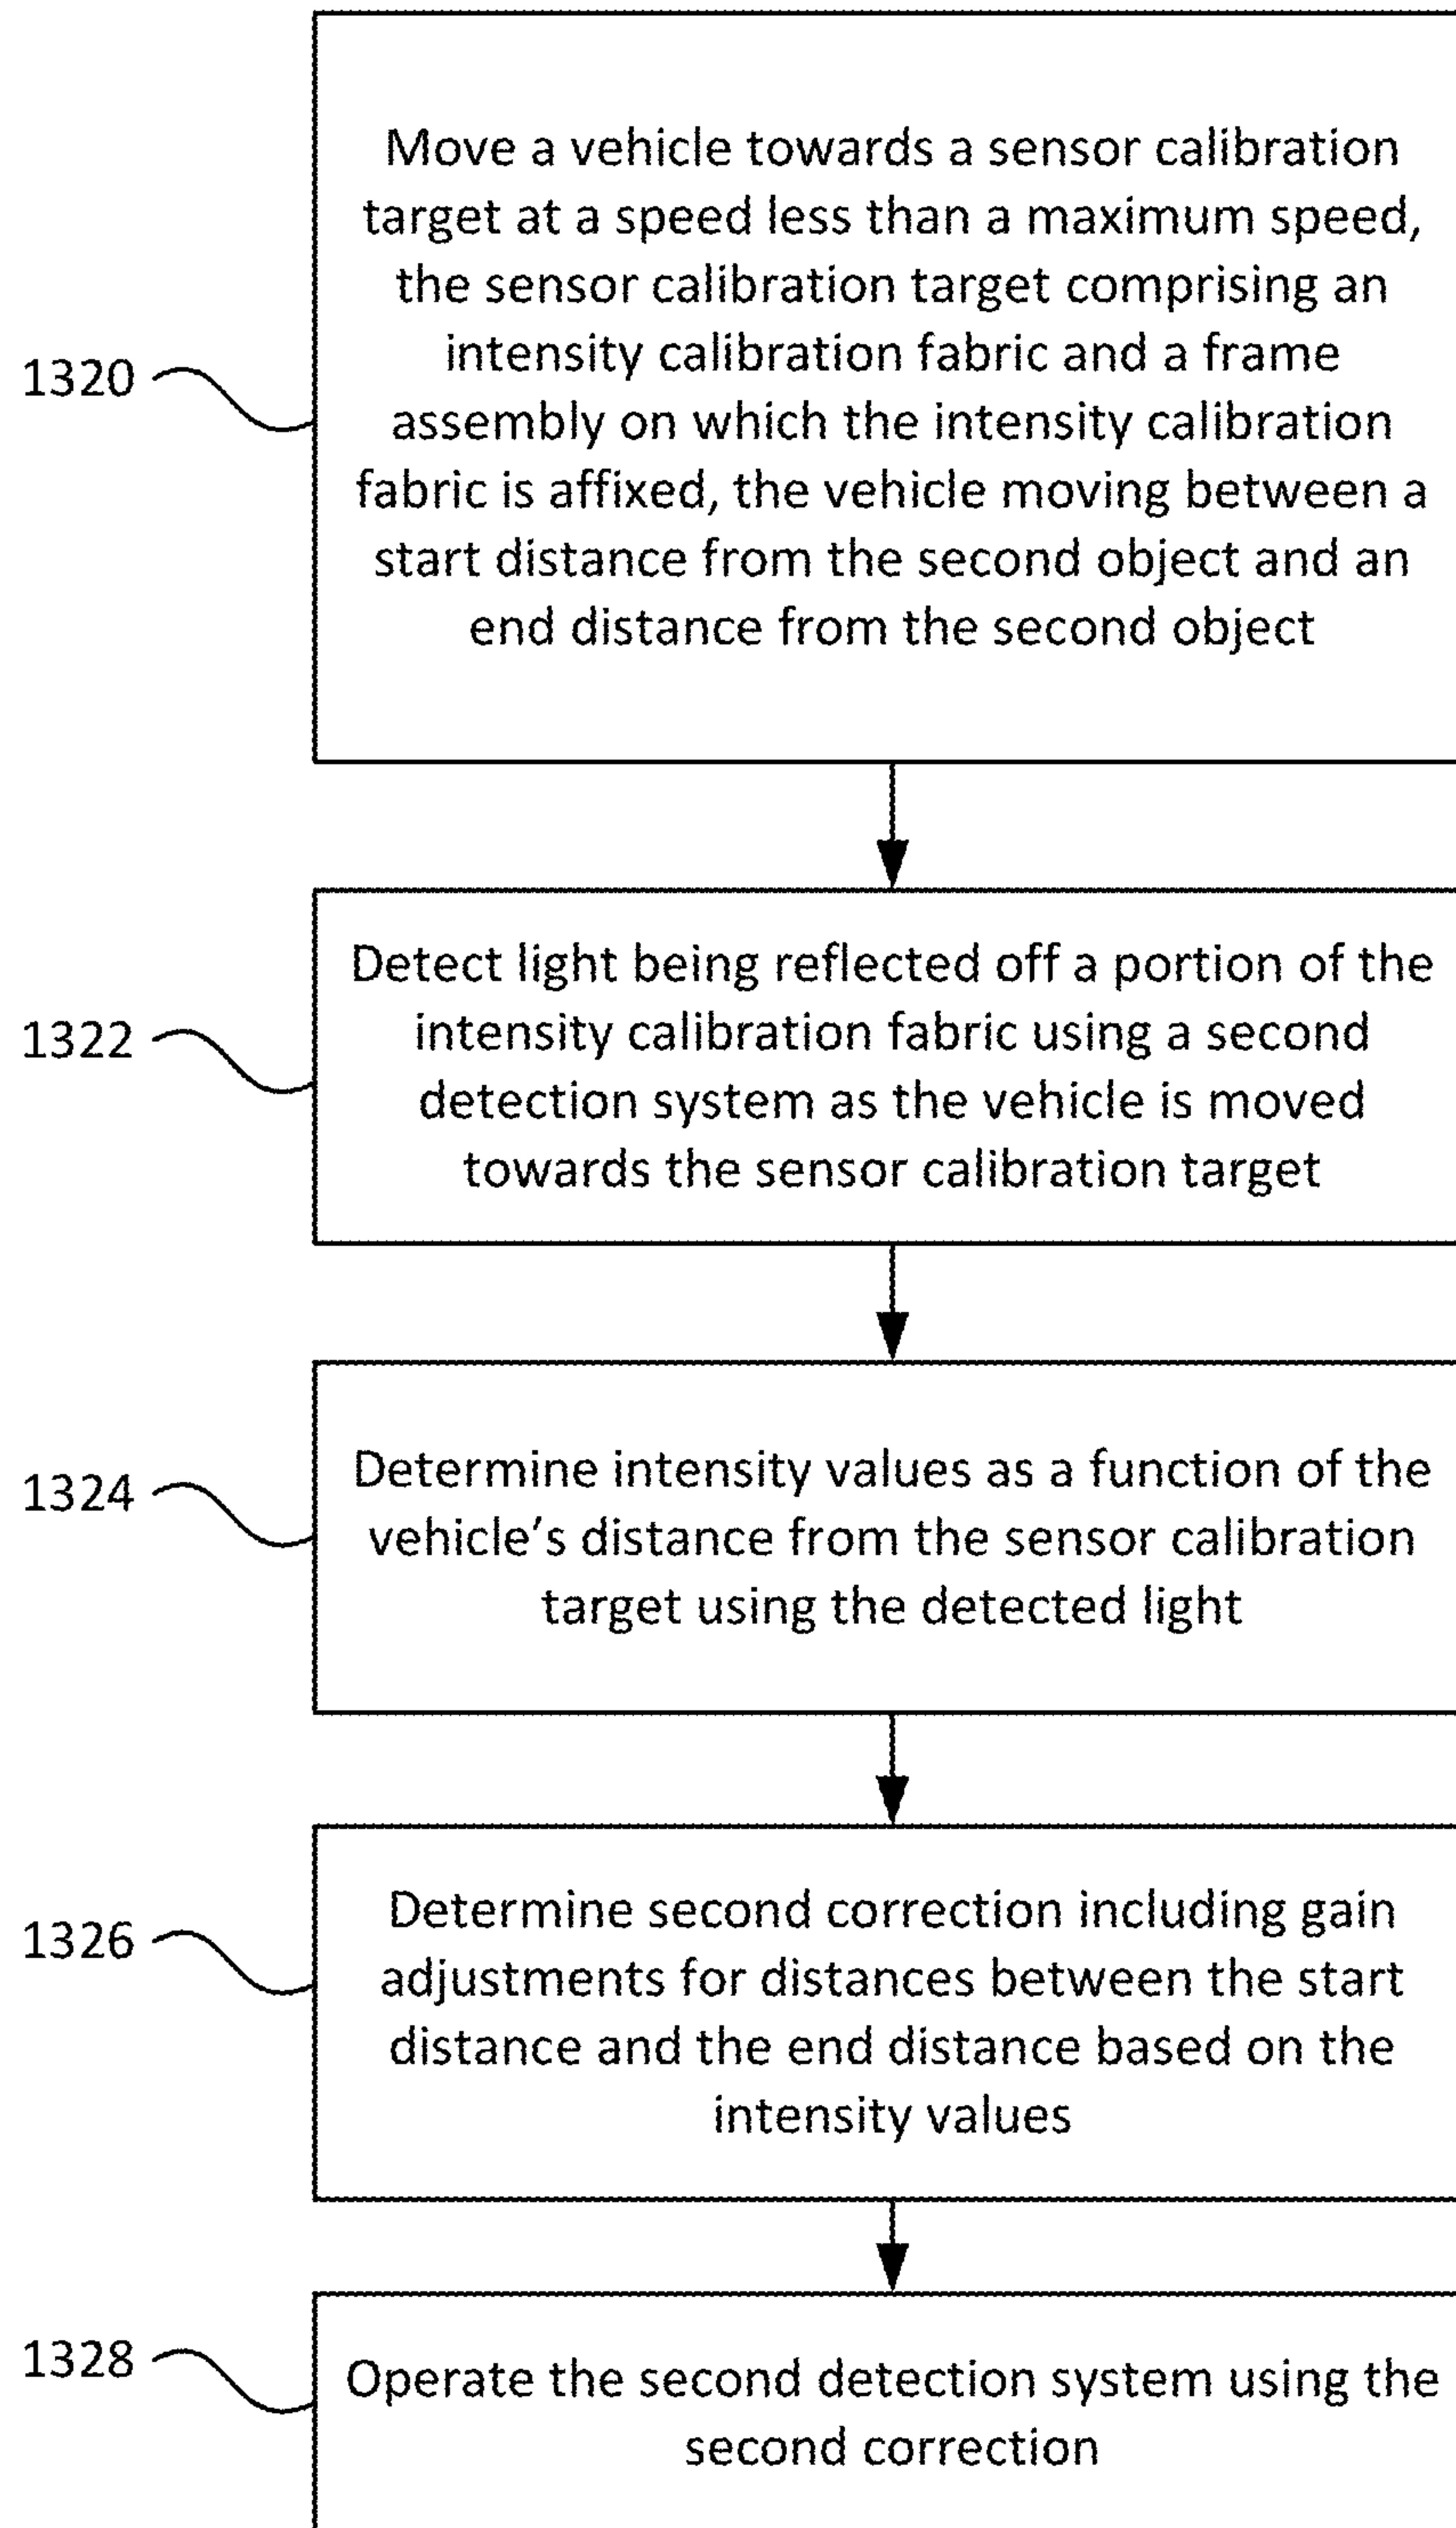 Move a vehicle towards a sensor calibration
target at a speed less than a maximum speed,
the sensor calibration target comprising an
intensity calibration fabric and a frame
assembly on which the intensity calibration
fabric is affixed, the vehicle moving between a
start distance from the second object and an
end distance from the second object
1320
Detect light being reflected off a portion of the
intensity calibration fabric using a second
detection system as the vehicle is moved
towards the sensor calibration target
1322
Determine intensity values as a function of the
vehicle’s distance from the sensor calibration
target using the detected light
1324
Determine second correction including gain
adjustments for distances between the start
distance and the end distance based on the
intensity values
1326
Operate the second detection system using the
second correction
1328